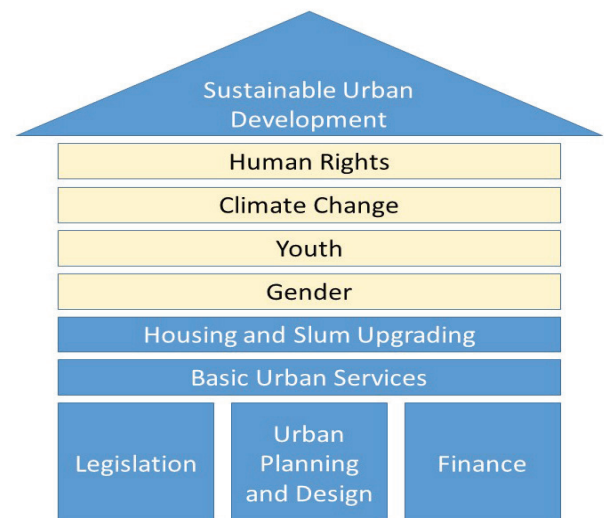 Sustainable Urban
Development
Human Rights
Climate Change
Youth
Gender
Housing and Slum Upgrading
Basic Urban Services
Legislation
Urban
Planning
and Design
Finance